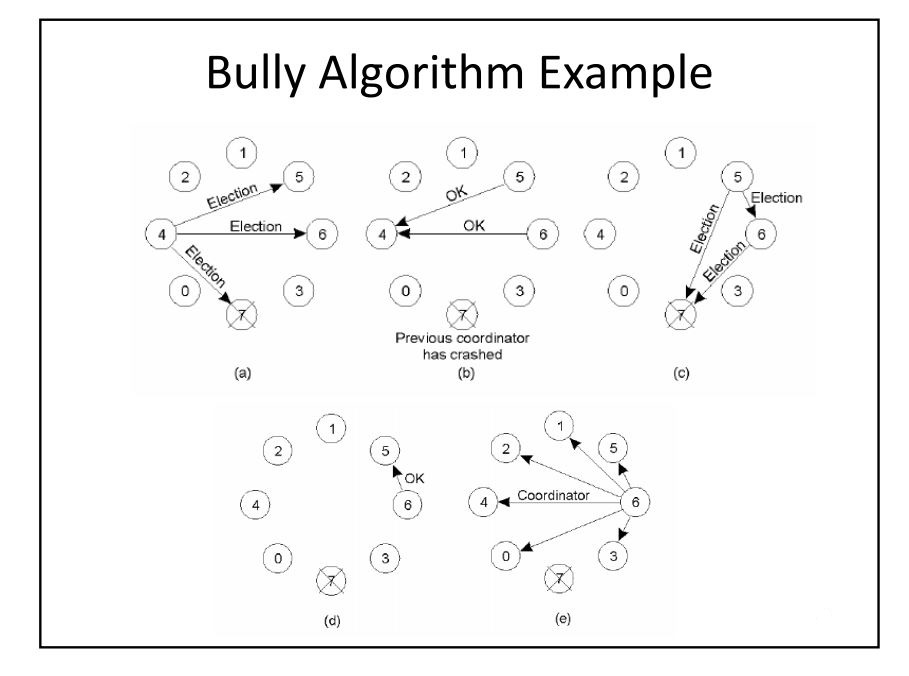 Bully Algorithm Example
1
2
5
Election
4
Election
6
Election
0
3
7
(a)
1
2
5
OK
4
OK
6
0
3
7
Previous coordinator
has crashed
(b)
1
2
5
Election
4
Election
6
Election
0
3
7
(c)
1
2
5
OK
4
6
0
3
7
(d)
1
2
5
4
Coordinator
6
0
3
7
(e)